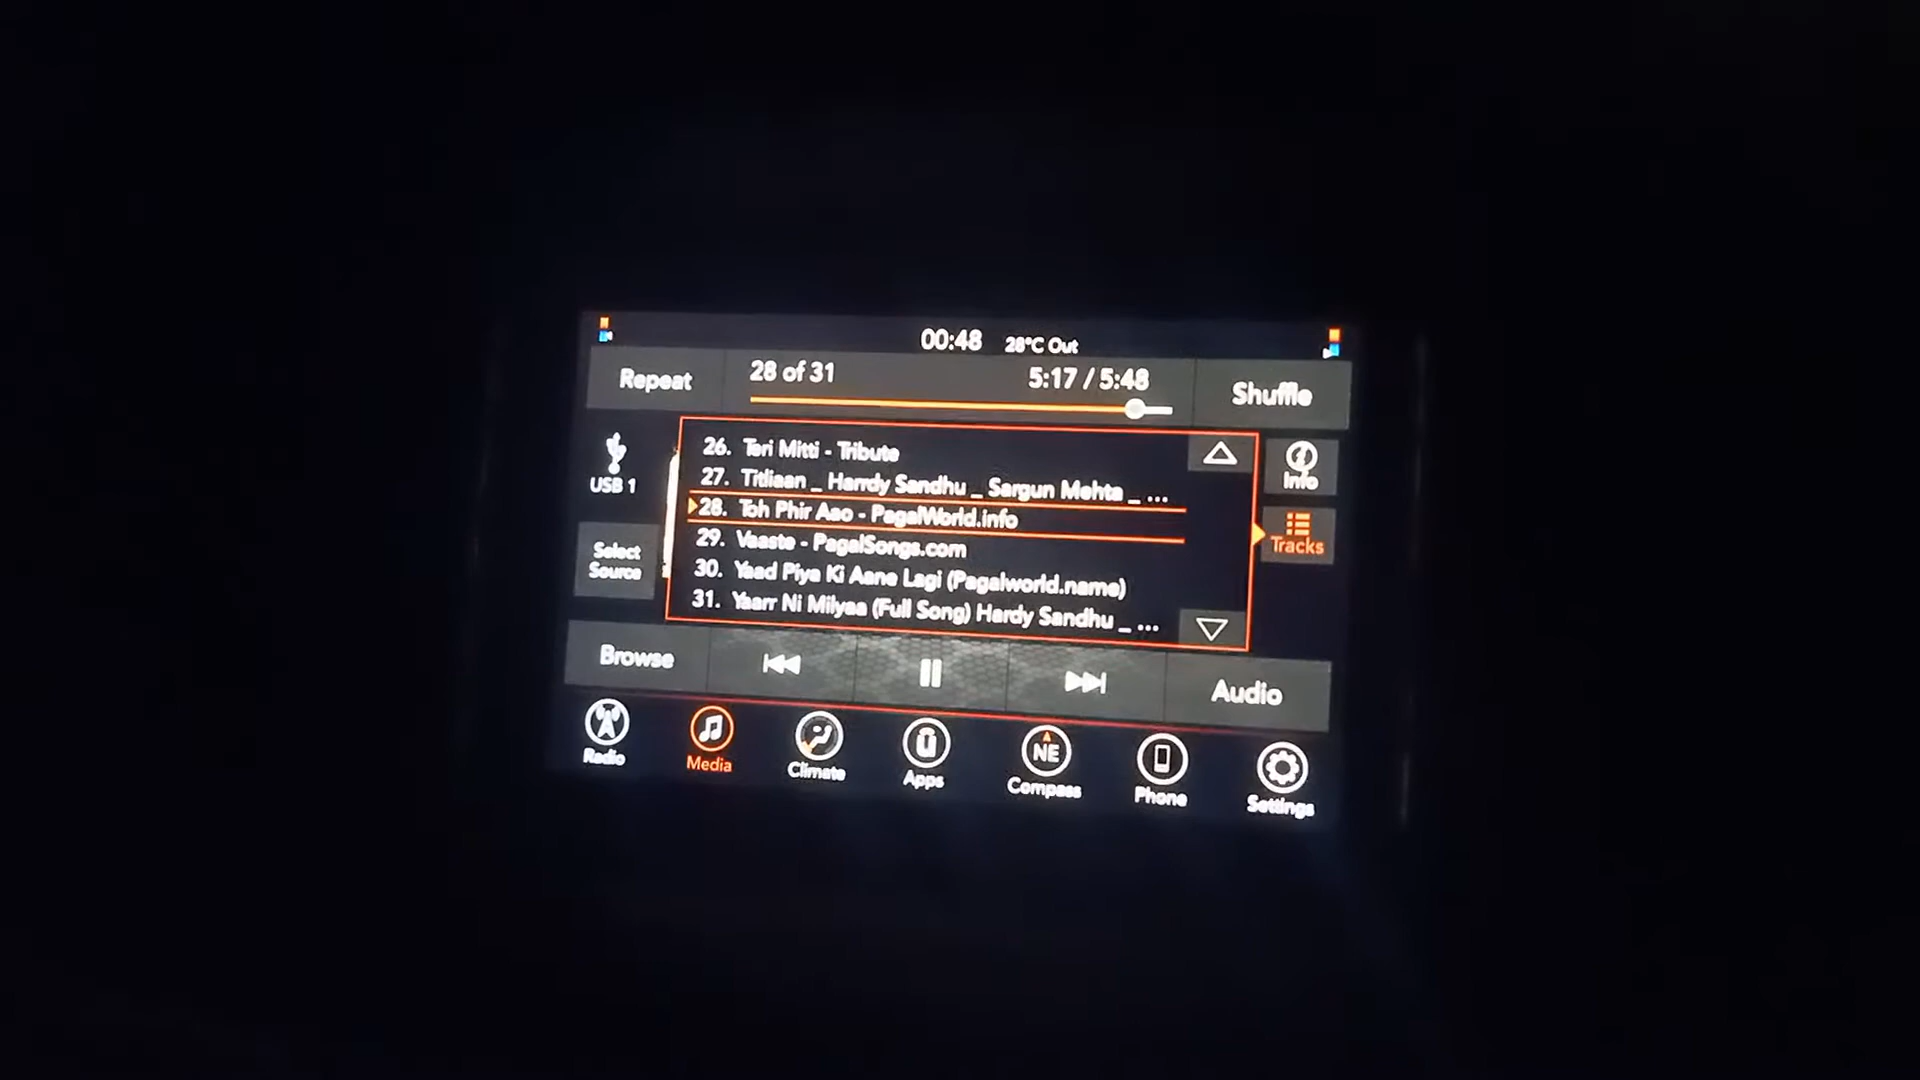 00:48 28°C Out
Repeat
28 of 31
5:17 / 5:48
Shuffle
USB 1
Select
Source
26. Teri Mitti - Tribute
27. Titliaan _ Harrdy Sandhu _ Sargun Mehta _ ...
28. Toh Phir Aao - PagalWorld.info
29. Vaaste - PagalSongs.com
30. Yaad Piya Ki Aane Lagi (Pagalworld.name)
31. Yaarr Ni Milyaa (Full Song) Hardy Sandhu _ ...
Info
Tracks
Browse
Audio
Radio
Media
Climate
Apps
NE
Compass
Phone
Settings